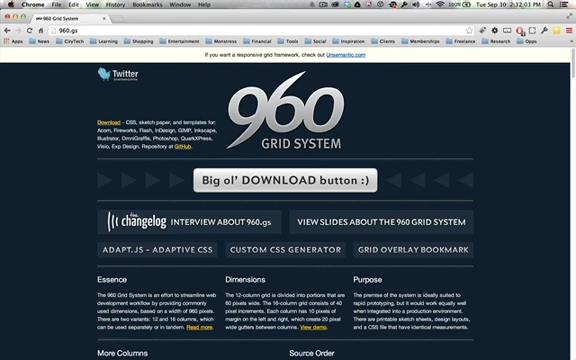 Chrome File Edit View History Bookmarks Window Help
100% Tue Sep 30 2:32:03 PM
960 Grid System
960.gs
Apps News CityTech Learning Shopping Entertainment Monstress Financial Tools Social Assignments Clients Memberships Freelance Research Opps
If you want a responsive grid framework, check out Unsemantic.com
Twitter
960
GRID SYSTEM
Download - CSS, sketch paper, and templates for:
Acorn, Fireworks, Flash, InDesign, GIMP, Inkscape,
Illustrator, OmniGraffle, Photoshop, QuarkXPress,
Visio, Exp Design. Repository at GitHub.
Big ol' DOWNLOAD button :)
the changelog INTERVIEW ABOUT 960.gs
VIEW SLIDES ABOUT THE 960 GRID SYSTEM
ADAPT.JS – ADAPTIVE CSS
CUSTOM CSS GENERATOR
GRID OVERLAY BOOKMARK
Essence
The 960 Grid System is an effort to streamline web
development workflow by providing commonly
used dimensions, based on a width of 960 pixels.
There are two variants: 12 and 16 columns, which
can be used separately or in tandem. Read more.
Dimensions
The 12-column grid is divided into portions that are
60 pixels wide. The 16-column grid consists of 40
pixel increments. Each column has 10 pixels of
margin on the left and right, which create 20 pixel
wide gutters between columns. View demo.
Purpose
The premise of the system is ideally suited to
rapid prototyping, but it would work equally well
when integrated into a production environment.
There are printable sketch sheets, design layouts,
and a CSS file that have identical measurements.
More Columns
Source Order